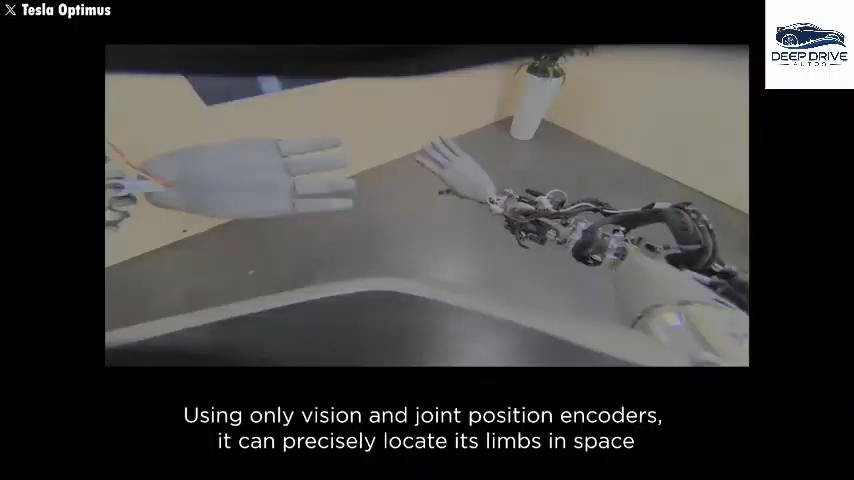 X Tesla Optimus
DEEP DRIVE
AUTOS
Using only vision and joint position encoders,
it can precisely locate its limbs in space